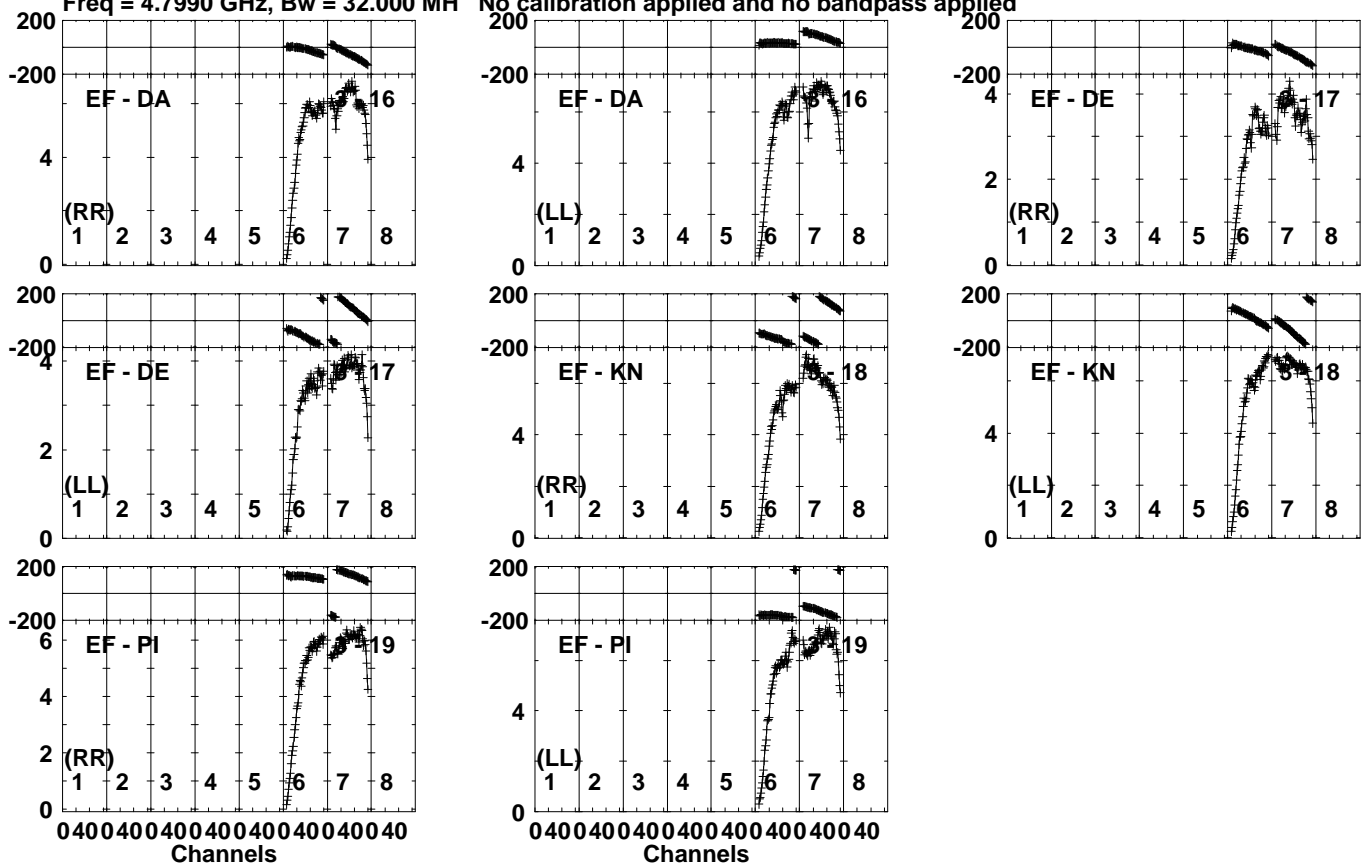 Freq = 4.7990 GHz, Bw = 32.000 MH No calibration applied and no bandpass applied
200 200 200
-200 -200 -200
EF - DA 3 - 16 EF - DA 3 - 16 4 EF - DE 3 - 17
4 4 2
(RR) (LL) (RR)
1 2 3 4 5 6 7 8 1 2 3 4 5 6 7 8 1 2 3 4 5 6 7 8
0 0 0
200 200 200
-200 -200 -200
4 EF - DE 3 - 17 EF - KN 3 - 18 EF - KN 3 - 18
2 4 4
(LL) (RR) (LL)
1 2 3 4 5 6 7 8 1 2 3 4 5 6 7 8 1 2 3 4 5 6 7 8
0 0 0
200 200
-200 -200
6 EF - PI 3 - 19 EF - PI 3 - 19
4 4
2
(RR) (LL)
1 2 3 4 5 6 7 8 1 2 3 4 5 6 7 8
0 0
0 40 0 40 0 40 0 40 0 40 0 40 0 40 0 40 0 40 0 40 0 40 0 40 0 40 0 40 0 40 0 40
Channels Channels